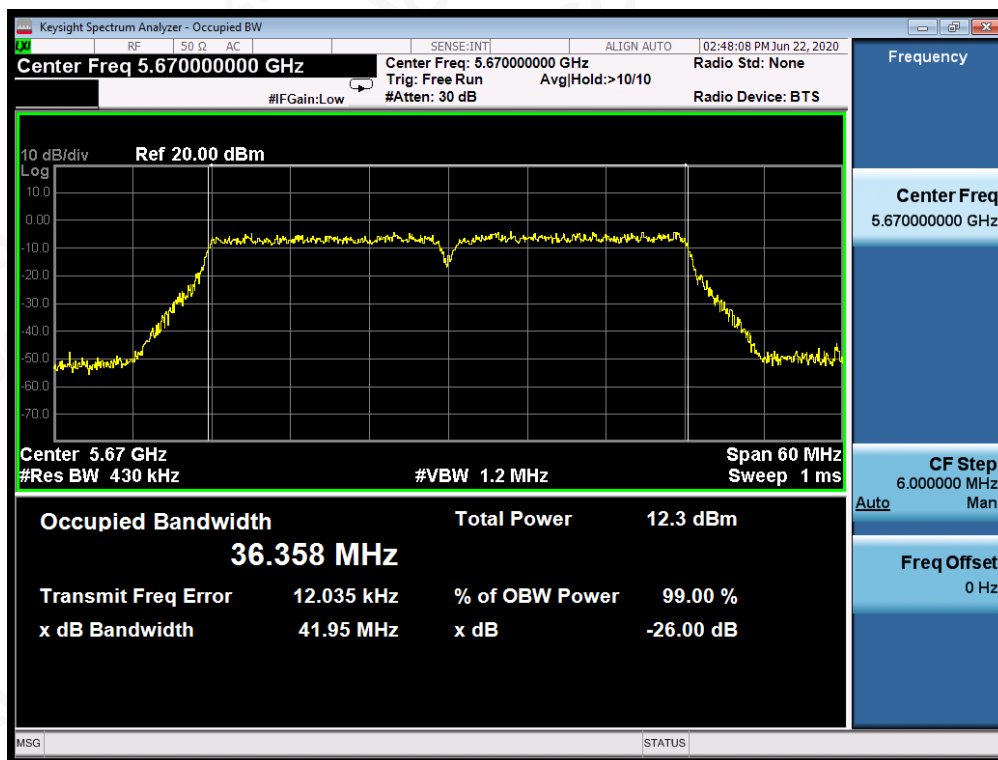 Keysight Spectrum Analyzer - Occupied BW
LXI RF 50 Ω AC SENSE:INT ALIGN AUTO 02:48:08 PM Jun 22, 2020
Center Freq 5.670000000 GHz
Center Freq: 5.670000000 GHz Radio Std: None
Trig: Free Run Avg|Hold:>10/10
#IFGain:Low #Atten: 30 dB Radio Device: BTS
10 dB/div Ref 20.00 dBm
Log
10.0
0.00
-10.0
-20.0
-30.0
-40.0
-50.0
-60.0
-70.0
Center 5.67 GHz Span 60 MHz
#Res BW 430 kHz #VBW 1.2 MHz Sweep 1 ms
Occupied Bandwidth Total Power 12.3 dBm
36.358 MHz
Transmit Freq Error 12.035 kHz % of OBW Power 99.00 %
x dB Bandwidth 41.95 MHz x dB -26.00 dB
MSG STATUS
Frequency
Center Freq
5.670000000 GHz
CF Step
6.000000 MHz
Auto Man
Freq Offset
0 Hz